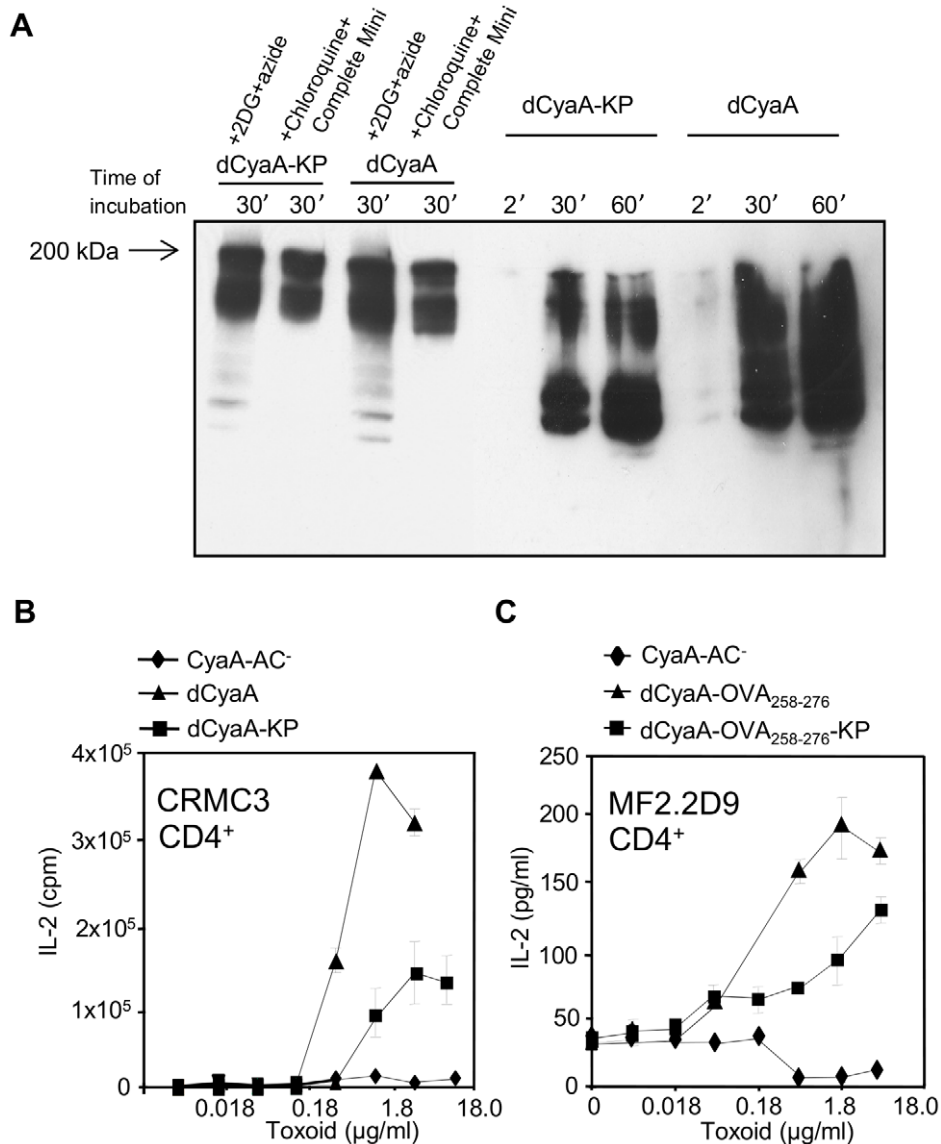 A
+2DG+azide
+Chloroquine+
Complete Mini
+2DG+azide
+Chloroquine+
Complete Mini
dCyaA-KP
dCyaA
dCyaA-KP
dCyaA
Time of
incubation
30’ 30’ 30’ 30’ 2’ 30’ 60’ 2’ 30’ 60’
200 kDa
B
CyaA-AC-
dCyaA
dCyaA-KP
4x10⁵
3x10⁵
2x10⁵
1x10⁵
0
IL-2 (cpm)
CRMC3
CD4⁺
0.018 0.18 1.8 18.0
Toxoid (µg/ml)
C
CyaA-AC-
dCyaA-OVA₂₅₈₋₂₇₆
dCyaA-OVA₂₅₈₋₂₇₆-KP
250
200
150
100
50
0
IL-2 (pg/ml)
MF2.2D9
CD4⁺
0 0.018 0.18 1.8 18.0
Toxoid (µg/ml)